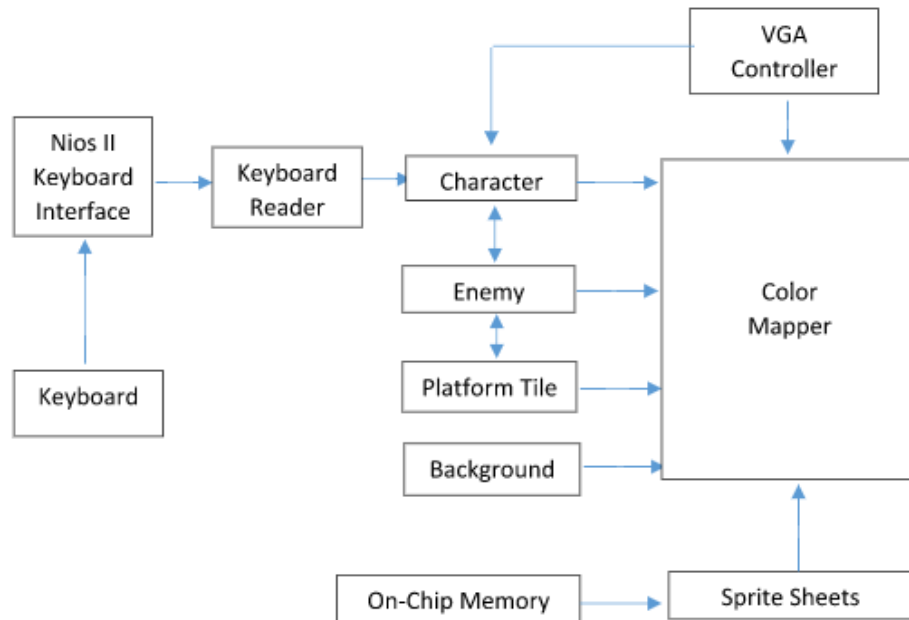 VGA
Controller
Nios II
Keyboard
Interface
Keyboard
Reader
Character
Enemy
Color
Mapper
Keyboard
Platform Tile
Background
On-Chip Memory
Sprite Sheets